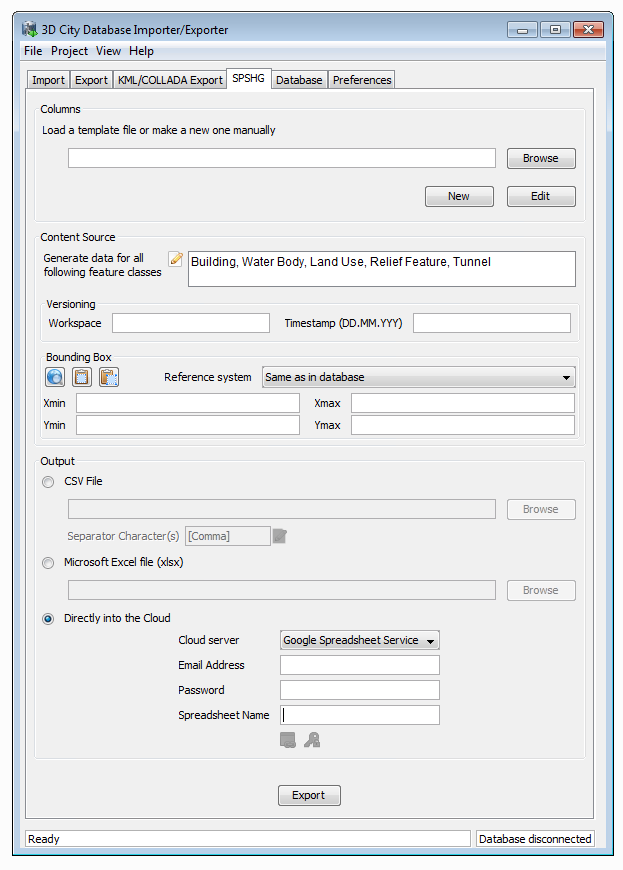 3D City Database Importer/Exporter
File Project View Help
Import Export KML/COLLADA Export SPSHG Database Preferences
Columns
Load a template file or make a new one manually
Browse
New Edit
Content Source
Generate data for all
following feature classes
Building, Water Body, Land Use, Relief Feature, Tunnel
Versioning
Workspace Timestamp (DD.MM.YYY)
Bounding Box
Reference system Same as in database
Xmin Xmax
Ymin Ymax
Output
CSV File
Browse
Separator Character(s) [Comma]
Microsoft Excel file (xlsx)
Browse
Directly into the Cloud
Cloud server Google Spreadsheet Service
Email Address
Password
Spreadsheet Name
Export
Ready Database disconnected